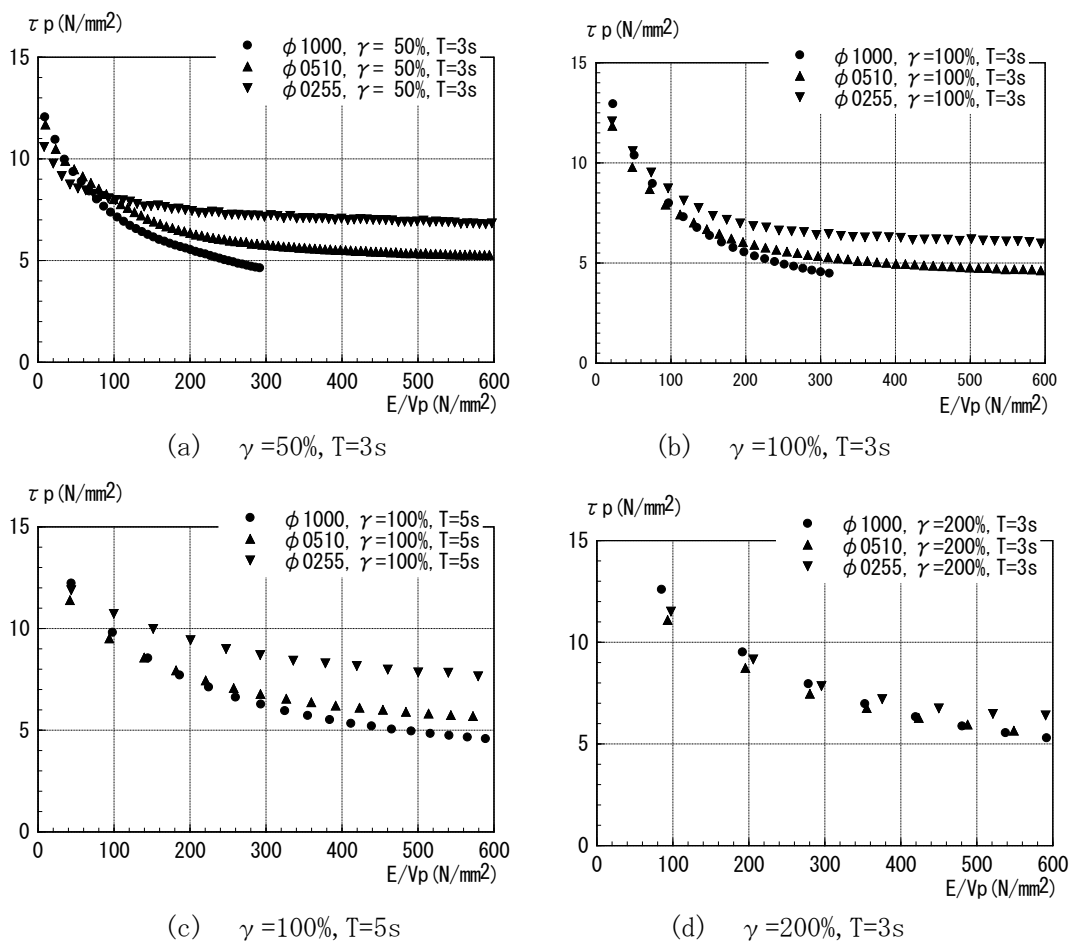 τ p (N/mm2)
φ1000, γ= 50%, T=3s
φ0510, γ= 50%, T=3s
φ0255, γ= 50%, T=3s
15
10
5
0
0 100 200 300 400 500 600
E/Vp (N/mm2)
(a) γ=50%, T=3s
τ p (N/mm2)
φ1000, γ=100%, T=3s
φ0510, γ=100%, T=3s
φ0255, γ=100%, T=3s
15
10
5
0
0 100 200 300 400 500 600
E/Vp (N/mm2)
(b) γ=100%, T=3s
τ p (N/mm2)
φ1000, γ=100%, T=5s
φ0510, γ=100%, T=5s
φ0255, γ=100%, T=5s
15
10
5
0
0 100 200 300 400 500 600
E/Vp (N/mm2)
(c) γ=100%, T=5s
τ p (N/mm2)
φ1000, γ=200%, T=3s
φ0510, γ=200%, T=3s
φ0255, γ=200%, T=3s
15
10
5
0
0 100 200 300 400 500 600
E/Vp (N/mm2)
(d) γ=200%, T=3s